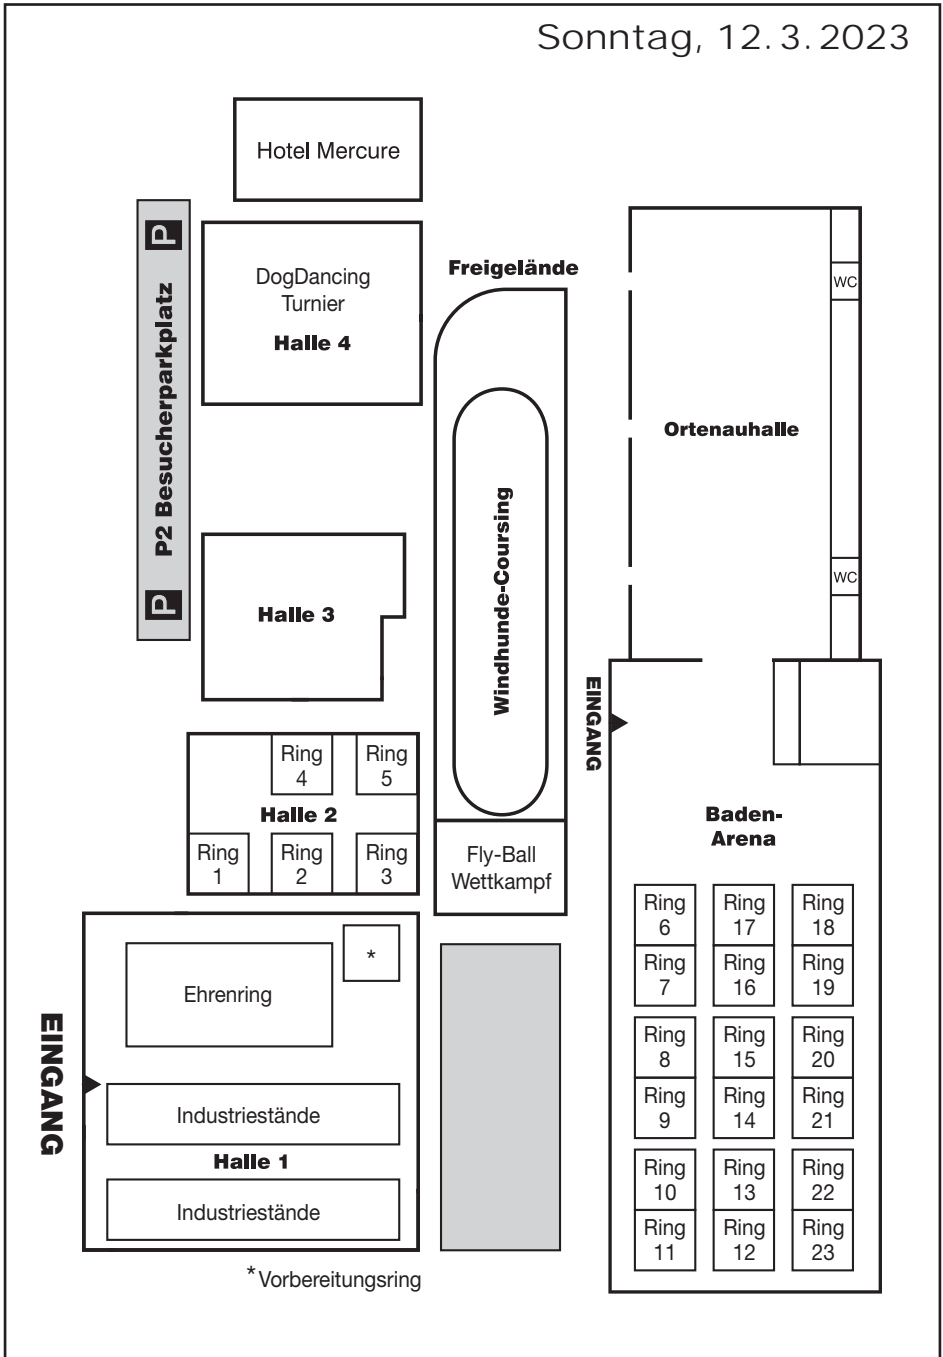 Sonntag, 12.3.2023
Hotel Mercure
P
P2 Besucherparkplatz
P
DogDancing
Turnier
Halle 4
Freigelände
Windhunde-Coursing
Fly-Ball
Wettkampf
WC
Ortenauhalle
WC
Halle 3
EINGANG
Ring
4
Ring
5
Halle 2
Ring
1
Ring
2
Ring
3
Baden-
Arena
Ring
6
Ring
17
Ring
18
Ring
7
Ring
16
Ring
19
Ring
8
Ring
15
Ring
20
Ring
9
Ring
14
Ring
21
Ring
10
Ring
13
Ring
22
Ring
11
Ring
12
Ring
23
*
Ehrenring
EINGANG
Industriestände
Halle 1
Industriestände
*Vorbereitungsring